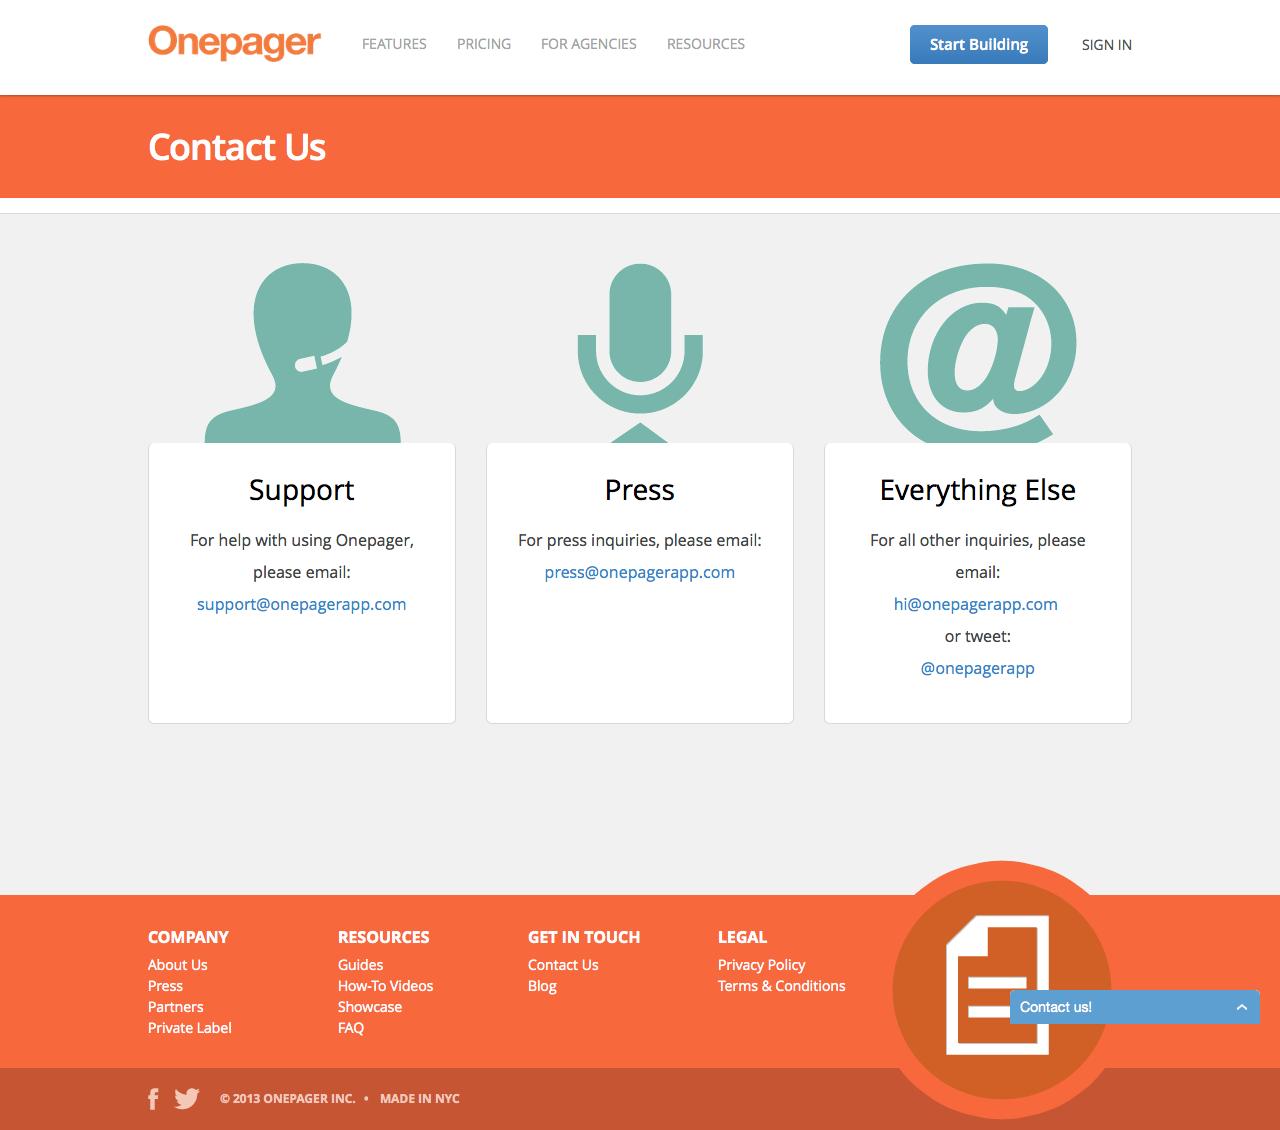 Onepager
FEATURES
PRICING
FOR AGENCIES
RESOURCES
Start Building
SIGN IN
Contact Us
@
Support
For help with using Onepager,
please email:
support@onepagerapp.com
Press
For press inquiries, please email:
press@onepagerapp.com
Everything Else
For all other inquiries, please
email:
hi@onepagerapp.com
or tweet:
@onepagerapp
COMPANY
About Us
Press
Partners
Private Label
RESOURCES
Guides
How-To Videos
Showcase
FAQ
GET IN TOUCH
Contact Us
Blog
LEGAL
Privacy Policy
Terms & Conditions
Contact us!
© 2013 ONEPAGER INC. • MADE IN NYC